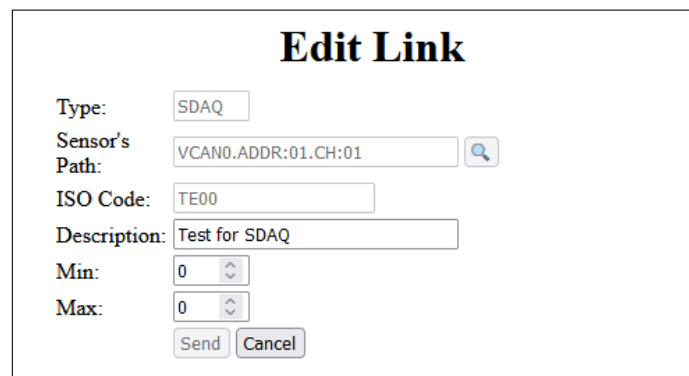 Edit Link
Type: SDAQ
Sensor's
Path: VCAN0.ADDR:01.CH:01
ISO Code: TE00
Description: Test for SDAQ
Min: 0
Max: 0
Send Cancel